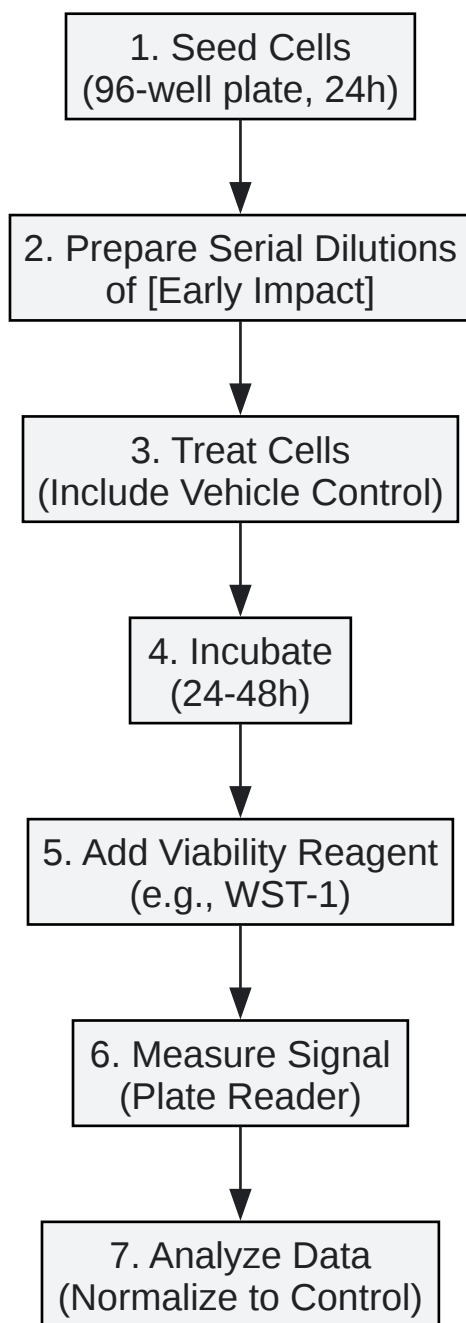 1. Seed Cells
(96-well plate, 24h)
2. Prepare Serial Dilutions
of [Early Impact]
3. Treat Cells
(Include Vehicle Control)
4. Incubate
(24-48h)
5. Add Viability Reagent
(e.g., WST-1)
6. Measure Signal
(Plate Reader)
7. Analyze Data
(Normalize to Control)